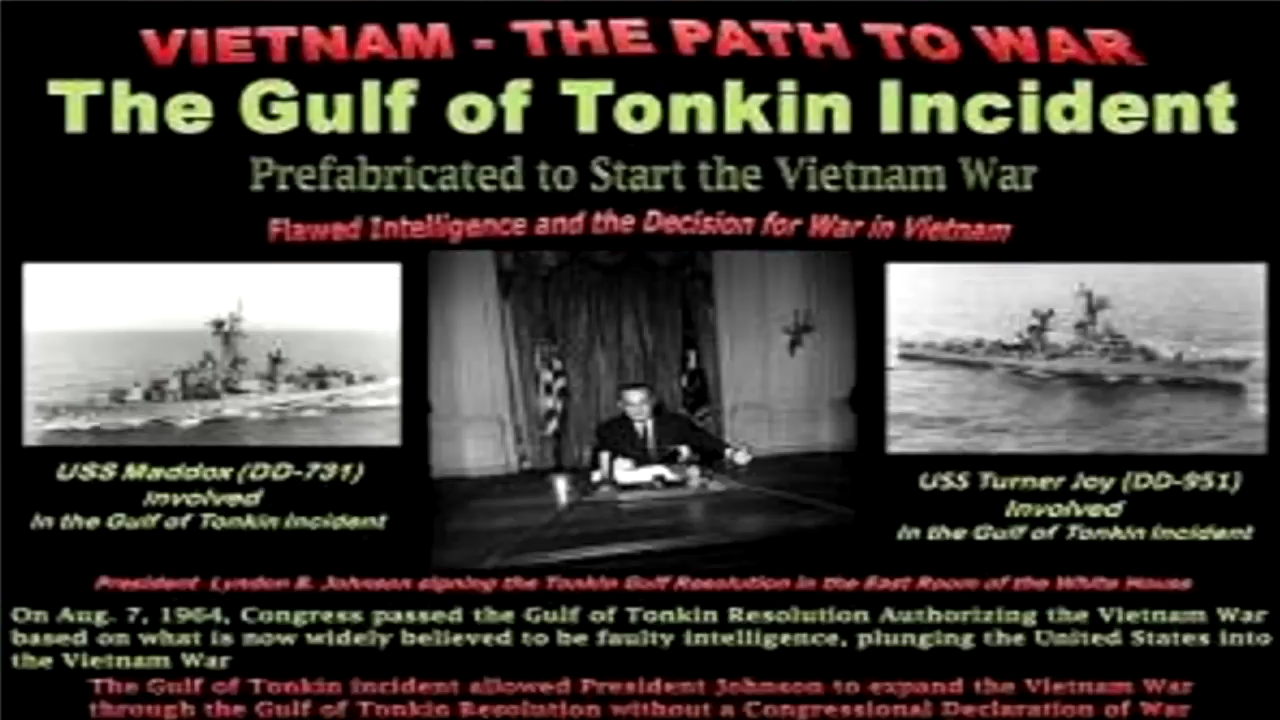 VIETNAM - THE PATH TO WAR
The Gulf of Tonkin Incident
Prefabricated to Start the Vietnam War
Flawed Intelligence and the Decision for War in Vietnam
USS Maddox (DD-731)
Involved
in the Gulf of Tonkin Incident
USS Turner Joy (DD-951)
Involved
in the Gulf of Tonkin Incident
President Lyndon B. Johnson signing the Tonkin Gulf Resolution in the East Room of the White House
On Aug. 7, 1964, Congress passed the Gulf of Tonkin Resolution Authorizing the Vietnam War
based on what is now widely believed to be faulty intelligence, plunging the United States into
the Vietnam War
The Gulf of Tonkin Incident allowed President Johnson to expand the Vietnam War
through the Gulf of Tonkin Resolution without a Congressional Declaration of War